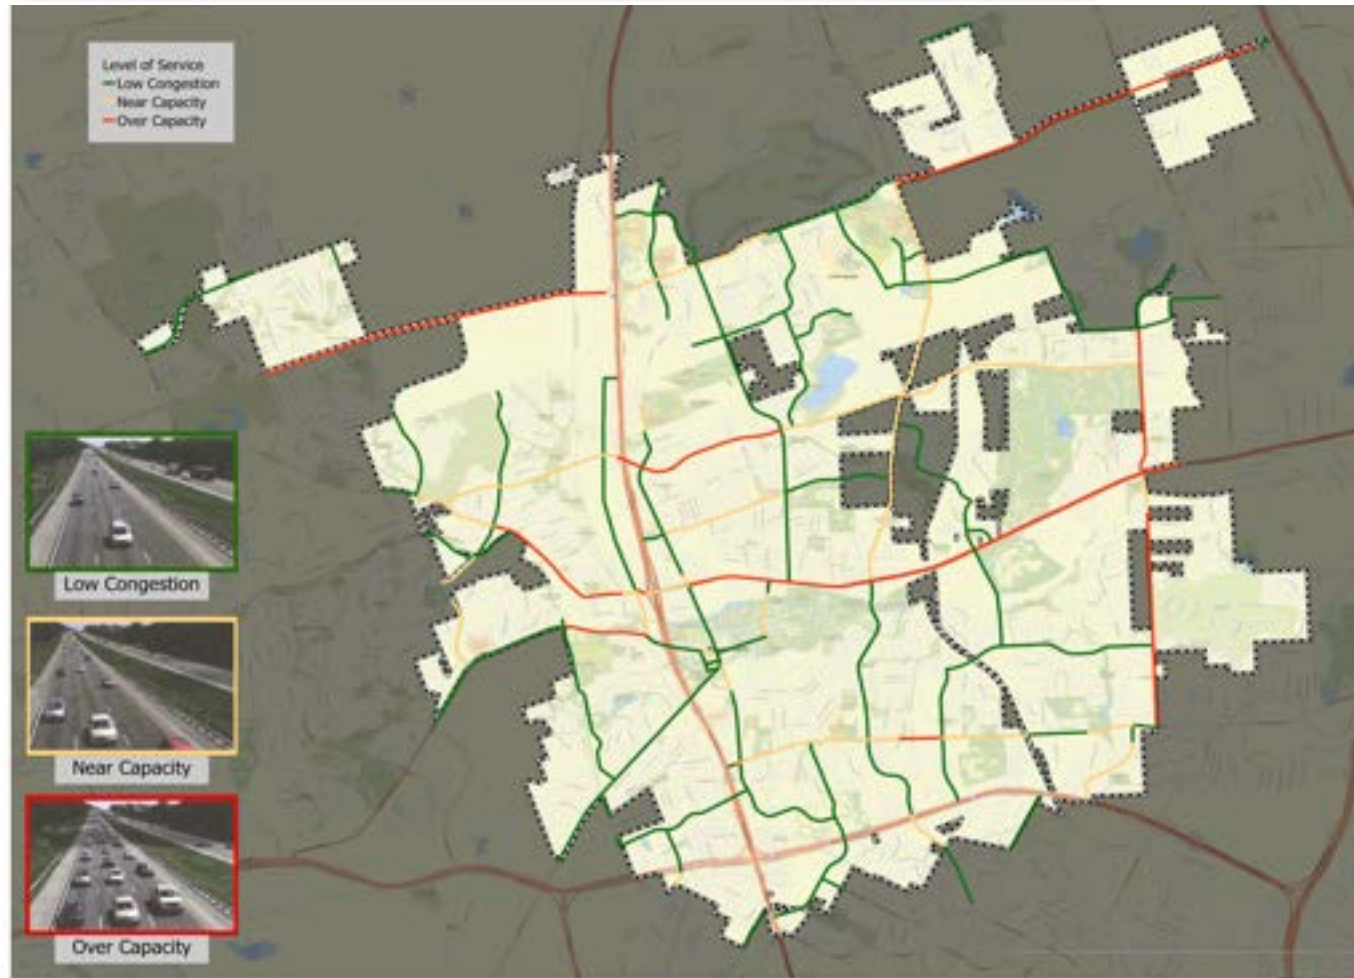 Level of Service
Low Congestion
Near Capacity
Over Capacity
Low Congestion
Near Capacity
Over Capacity